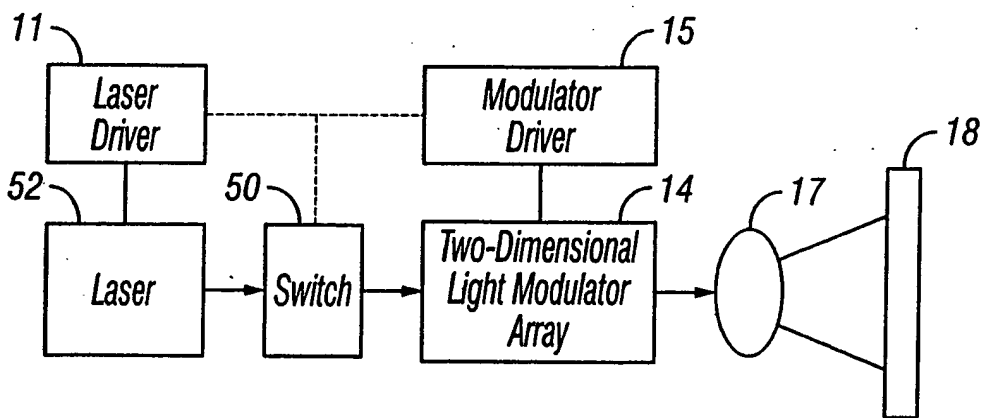 11
15
Laser
Driver
Modulator
Driver
18
52
50
14
17
Laser
Switch
Two-Dimensional
Light Modulator
Array